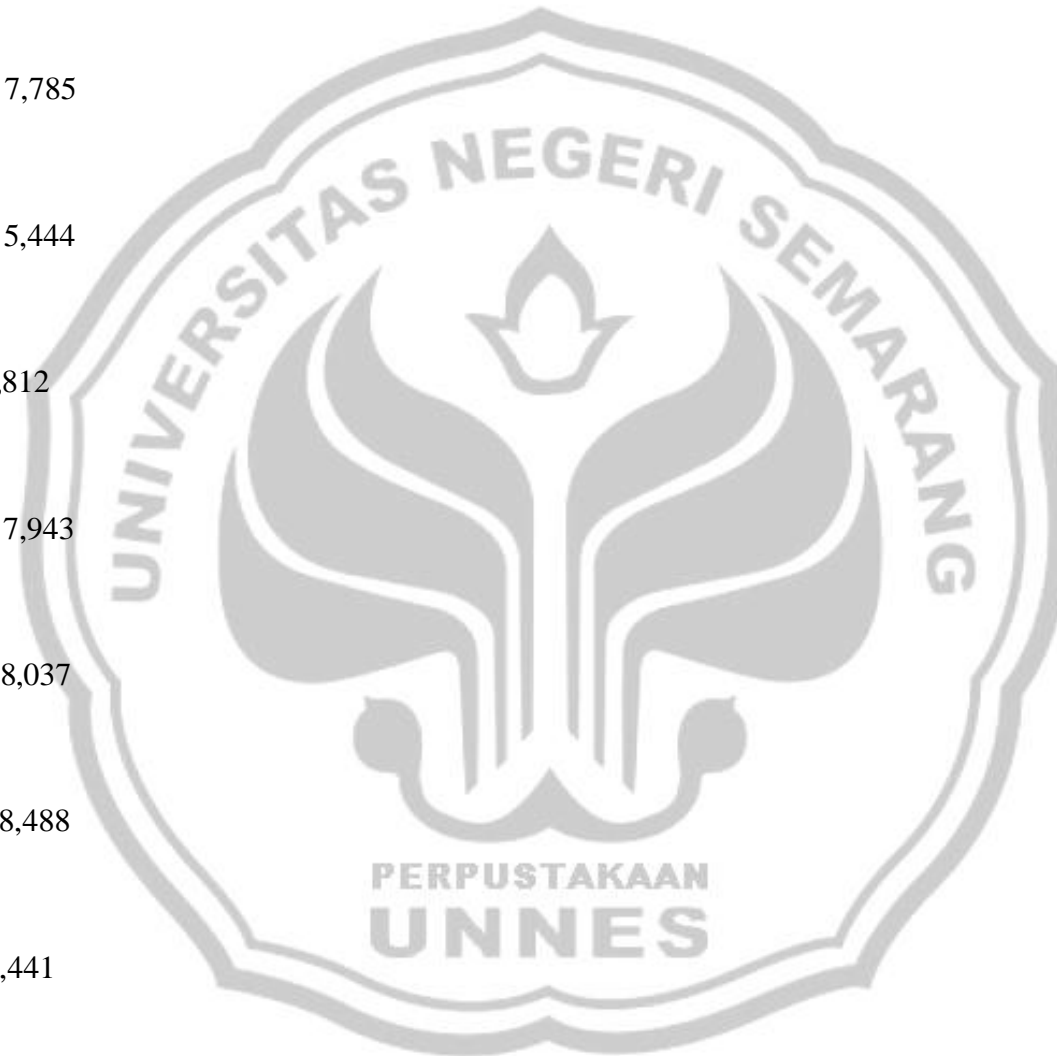 7,785
UNIVERSITAS NEGERI SEMARANG
5,444
,812
7,943
8,037
8,488
PERPUSTAKAAN
UNNES
,441